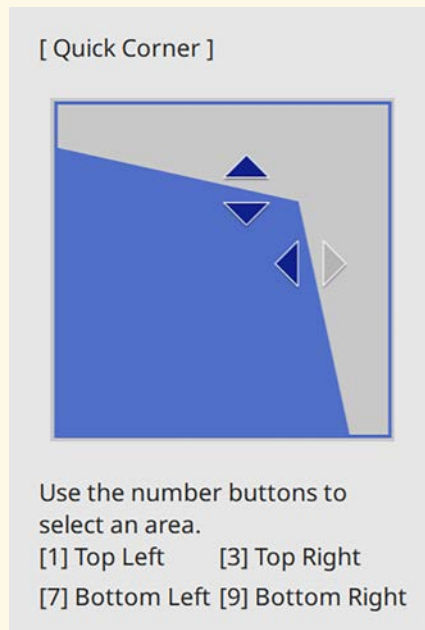 [ Quick Corner ]
Use the number buttons to
select an area.
[1] Top Left [3] Top Right
[7] Bottom Left [9] Bottom Right